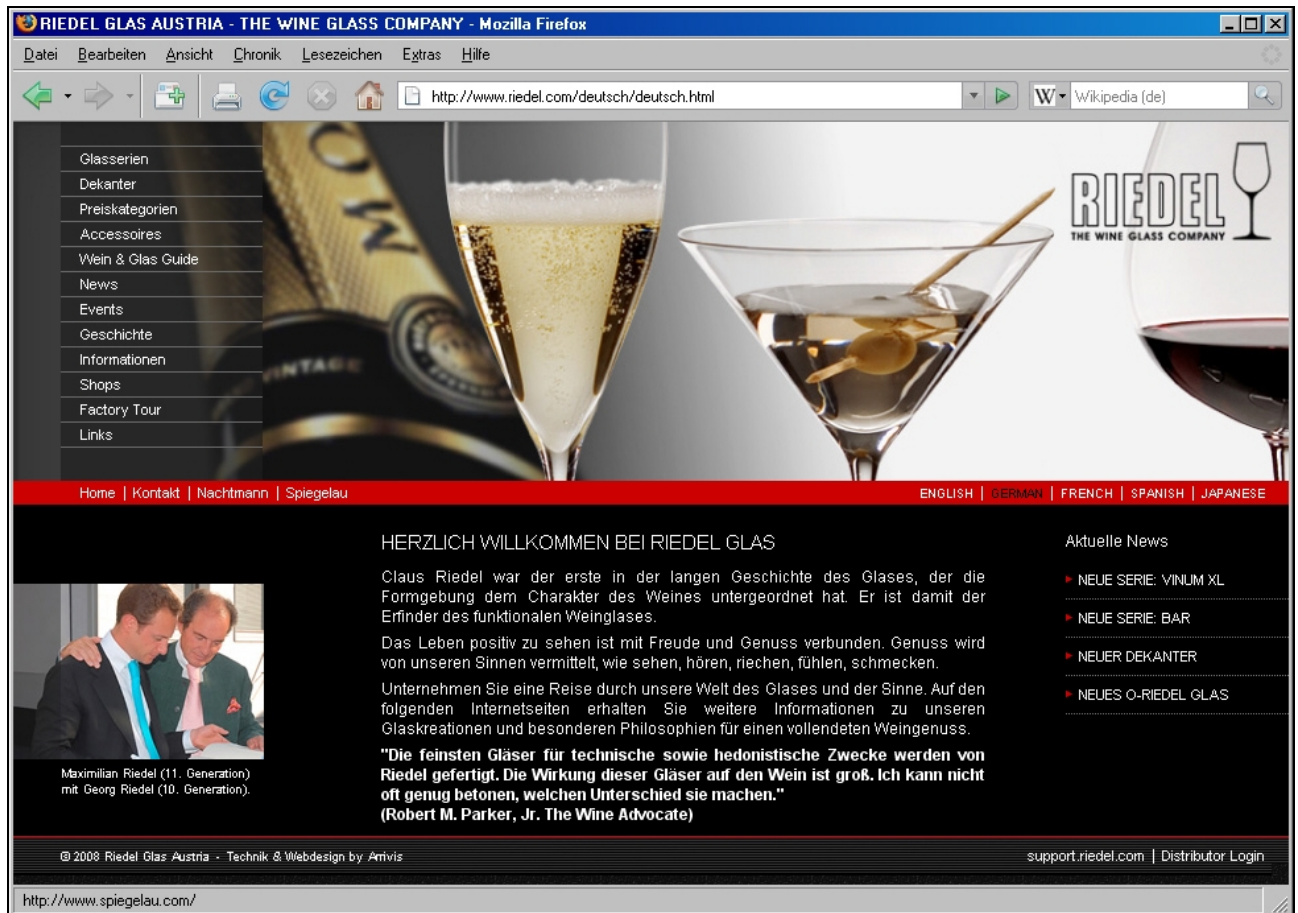 RIEDEL GLAS AUSTRIA - THE WINE GLASS COMPANY - Mozilla Firefox
Datei Bearbeiten Ansicht Chronik Lesezeichen Extras Hilfe
http://www.riedel.com/deutsch/deutsch.html
W Wikipedia (de)
Glasserien
Dekanter
Preiskategorien
Accessoires
Wein & Glas Guide
News
Events
Geschichte
Informationen
Shops
Factory Tour
Links
VINTAGE
RIEDEL
THE WINE GLASS COMPANY
Home | Kontakt | Nachtmann | Spiegelau
ENGLISH | GERMAN | FRENCH | SPANISH | JAPANESE
HERZLICH WILLKOMMEN BEI RIEDEL GLAS
Claus Riedel war der erste in der langen Geschichte des Glases, der die
Formgebung dem Charakter des Weines untergeordnet hat. Er ist damit der
Erfinder des funktionalen Weinglases.
Das Leben positiv zu sehen ist mit Freude und Genuss verbunden. Genuss wird
von unseren Sinnen vermittelt, wie sehen, hören, riechen, fühlen, schmecken.
Unternehmen Sie eine Reise durch unsere Welt des Glases und der Sinne. Auf den
folgenden Internetseiten erhalten Sie weitere Informationen zu unseren
Glaskreationen und besonderen Philosophien für einen vollendeten Weingenuss.
"Die feinsten Gläser für technische sowie hedonistische Zwecke werden von
Riedel gefertigt. Die Wirkung dieser Gläser auf den Wein ist groß. Ich kann nicht
oft genug betonen, welchen Unterschied sie machen."
(Robert M. Parker, Jr. The Wine Advocate)
Maximilian Riedel (11. Generation)
mit Georg Riedel (10. Generation).
Aktuelle News
NEUE SERIE: VINUM XL
NEUE SERIE: BAR
NEUER DEKANTER
NEUES O-RIEDEL GLAS
© 2008 Riedel Glas Austria - Technik & Webdesign by Arrivis
support.riedel.com | Distributor Login
http://www.spiegelau.com/